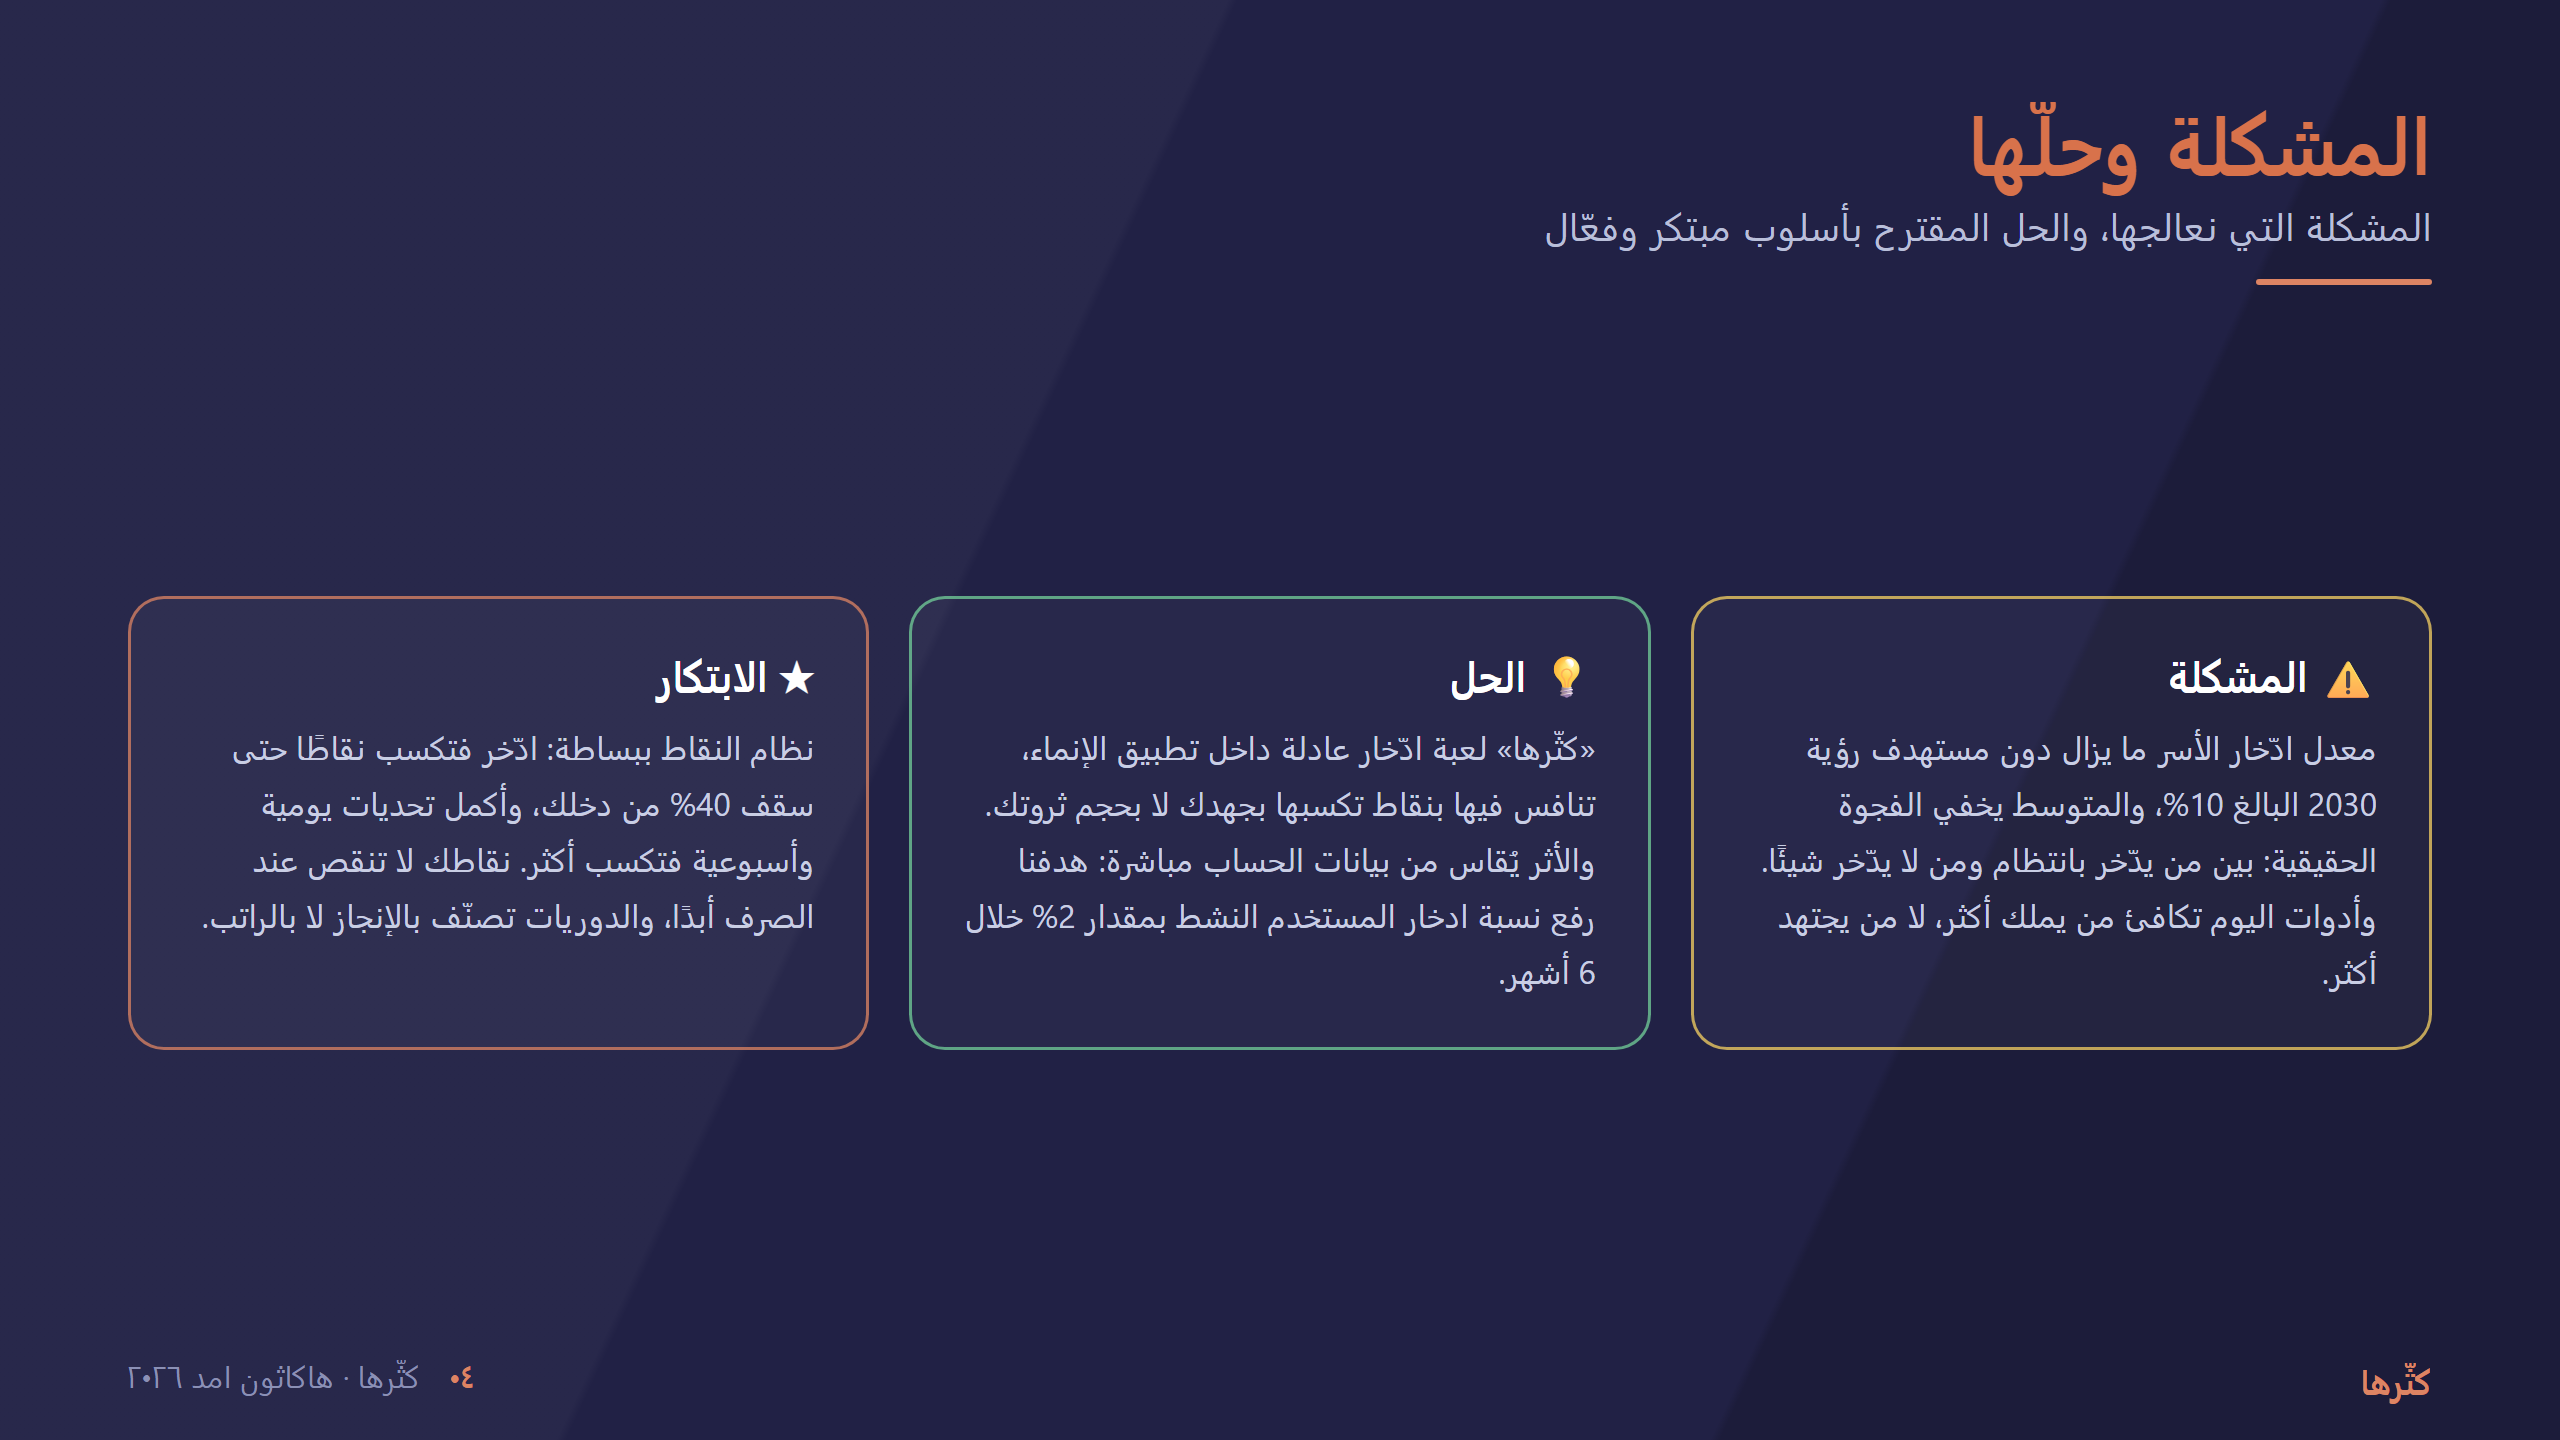 المشكلة وحلّها
المشكلة التي نعالجها، والحل المقترح بأسلوب مبتكر وفعّال
⚠️ المشكلة
معدل ادّخار الأسر ما يزال دون مستهدف رؤية
2030 البالغ 10%، والمتوسط يخفي الفجوة
الحقيقية: بين من يدّخر بانتظام ومن لا يدّخر شيئًا.
وأدوات اليوم تكافئ من يملك أكثر، لا من يجتهد
أكثر.
💡 الحل
«كثّرها» لعبة ادّخار عادلة داخل تطبيق الإنماء،
تنافس فيها بنقاط تكسبها بجهدك لا بحجم ثروتك.
والأثر يُقاس من بيانات الحساب مباشرة: هدفنا
رفع نسبة ادخار المستخدم النشط بمقدار 2% خلال
6 أشهر.
★ الابتكار
نظام النقاط ببساطة: ادّخر فتكسب نقاطًا حتى
سقف 40% من دخلك، وأكمل تحديات يومية
وأسبوعية فتكسب أكثر. نقاطك لا تنقص عند
الصرف أبدًا، والدوريات تصنّف بالإنجاز لا بالراتب.
كثّرها
٠٤ كثّرها · هاكاثون امد ٢٠٢٦